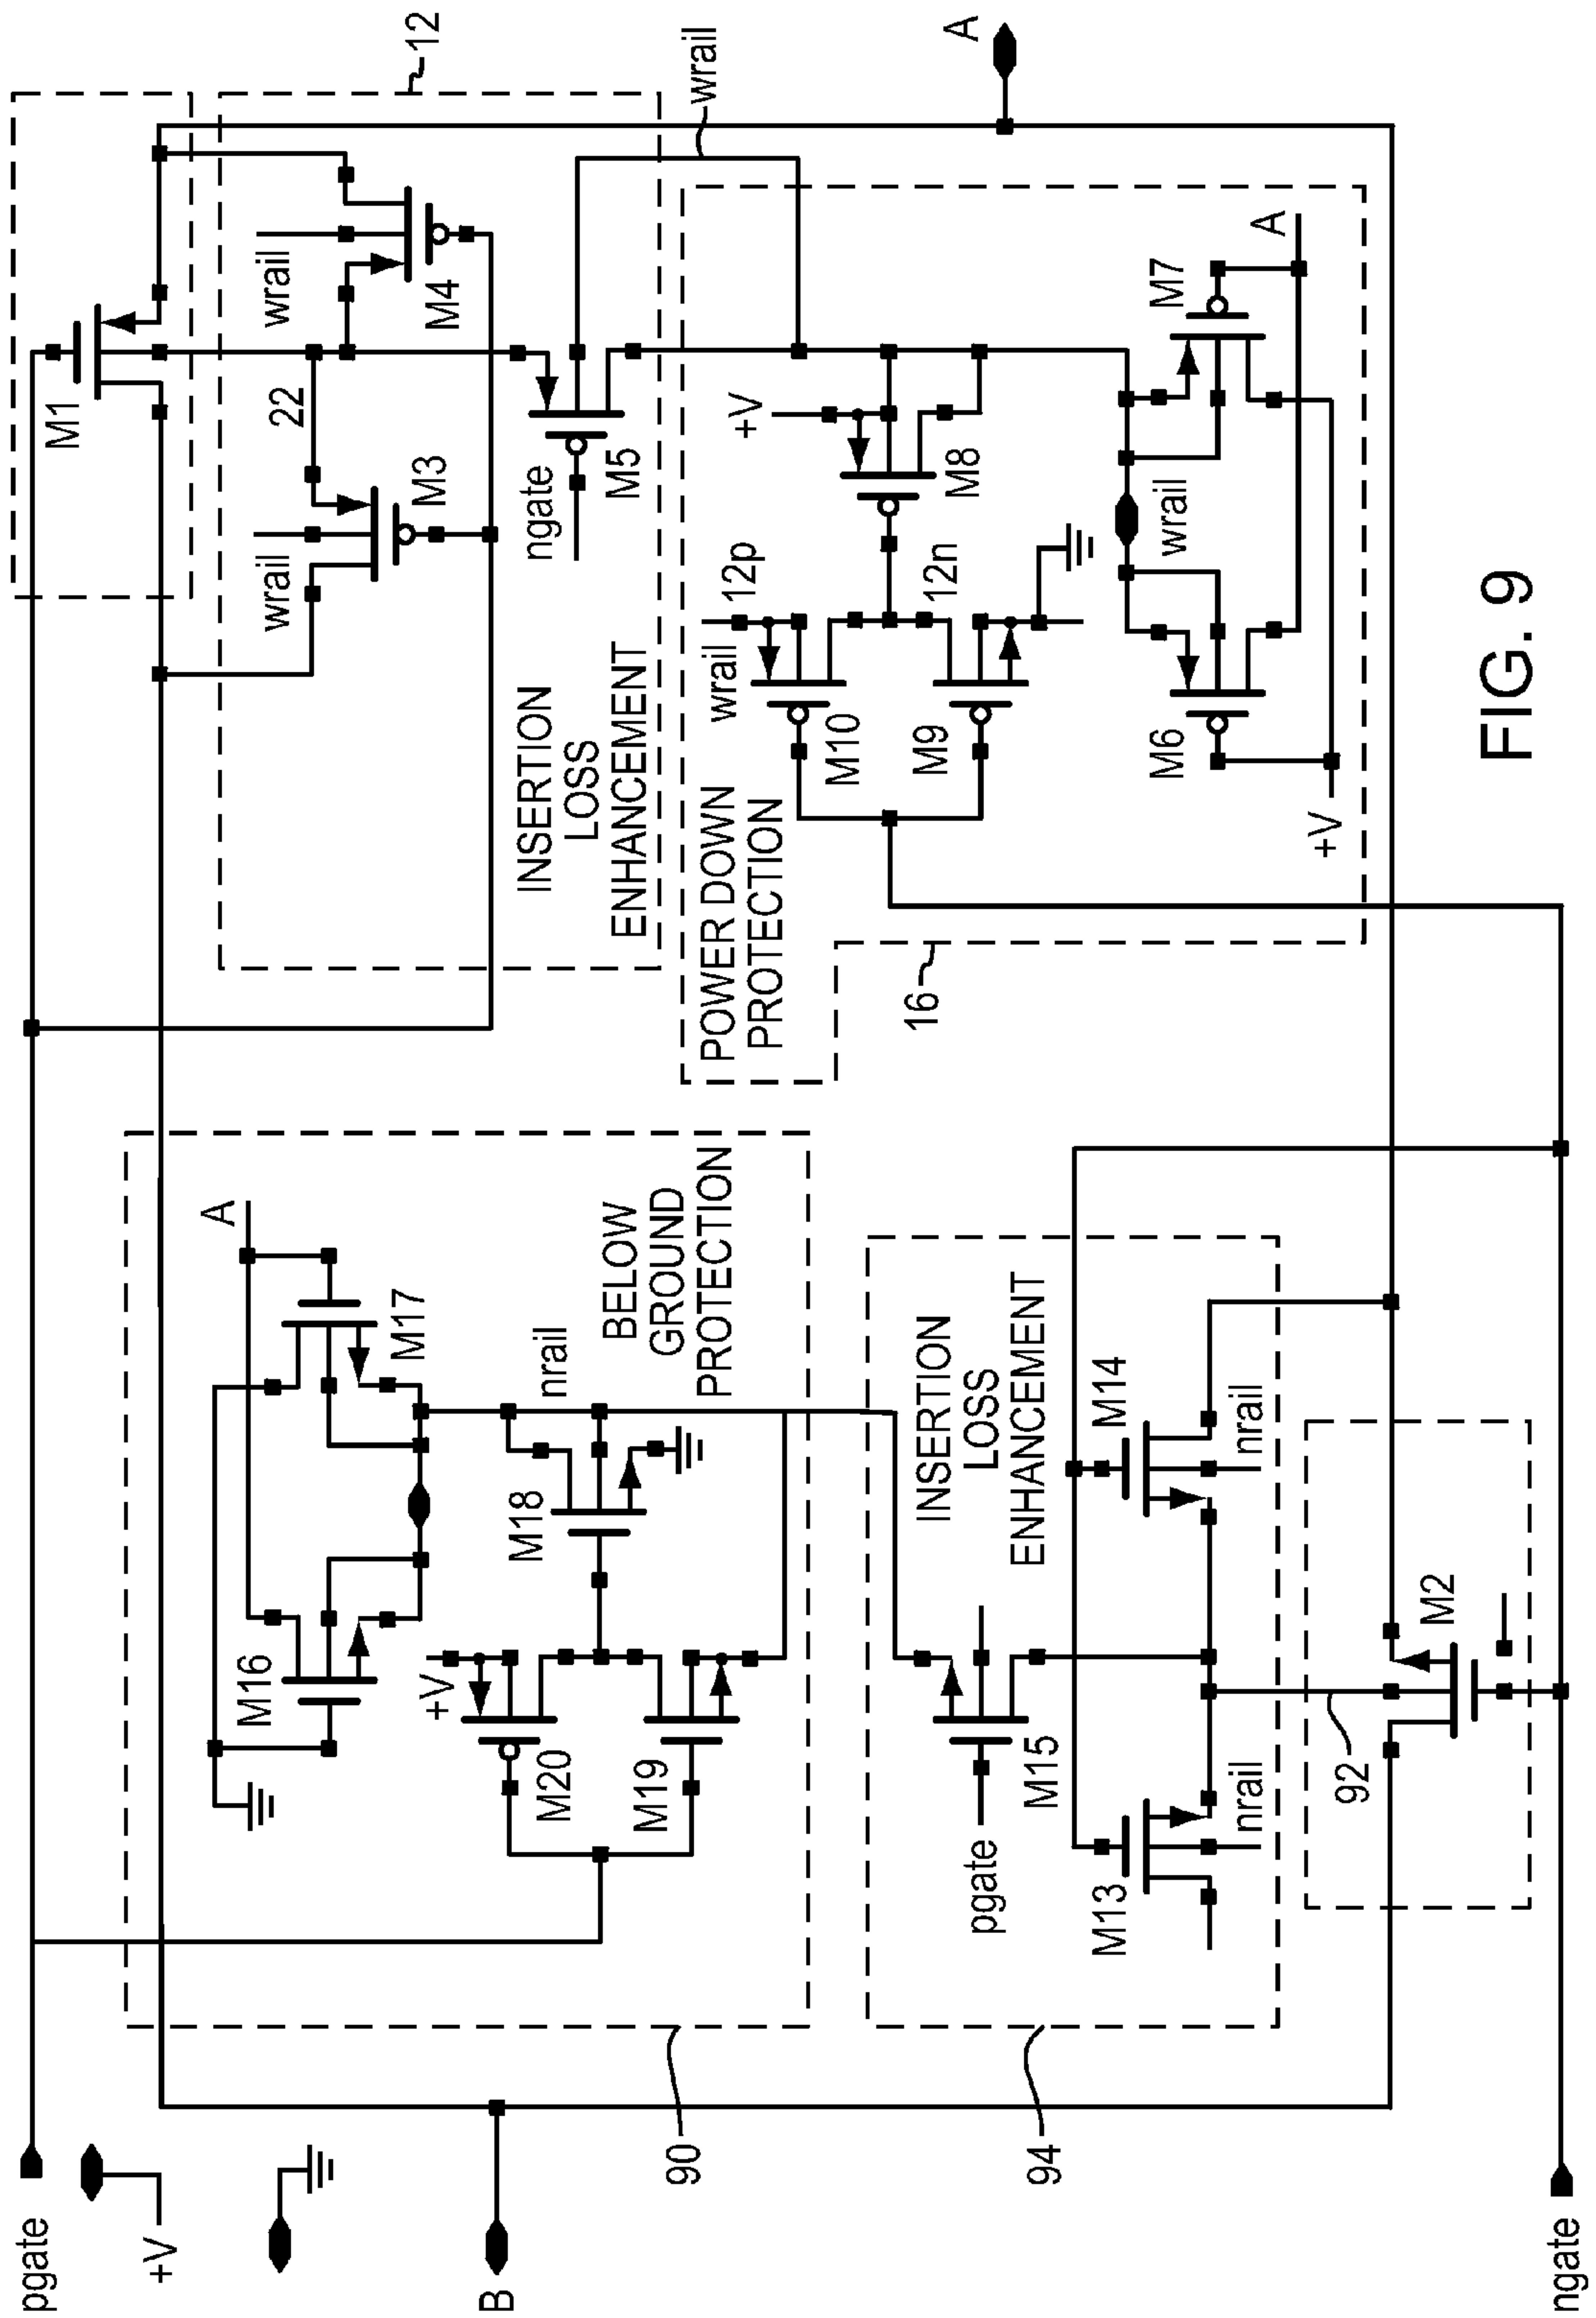 pgate
+V
B
ngate
M1
12
wrail
M4
22
M3
wrail
INSERTION
LOSS
ENHANCEMENT
ngate
M5
wrail
A
POWER DOWN
PROTECTION
16
+V
M8
wrail
12p
M10
12n
M9
wrail
M7
A
M6
+V
90
A
M17
M16
BELOW
GROUND
PROTECTION
nrail
M18
+V
M20
M19
94
INSERTION
LOSS
ENHANCEMENT
M14
nrail
pgate
M15
M13
nrail
92
M2
FIG. 9